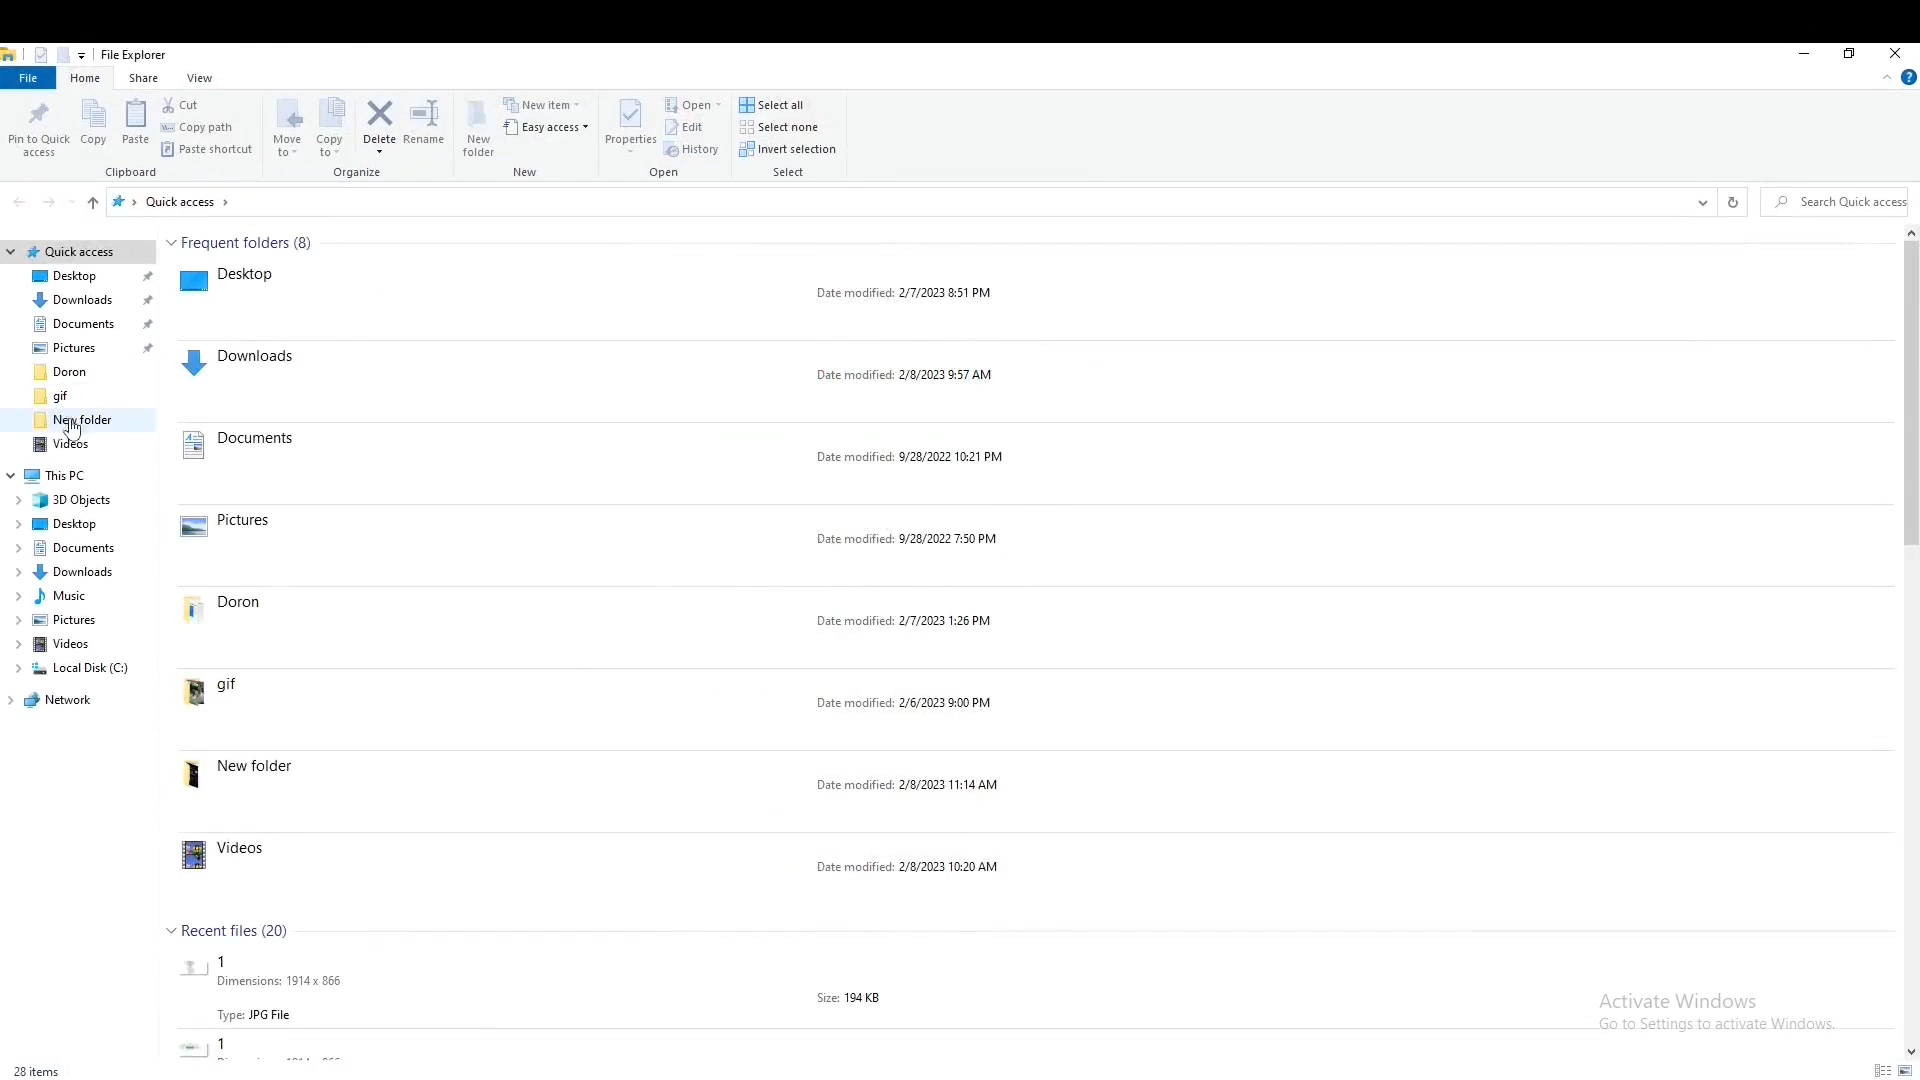 File Explorer
File Home Share View
Pin to Quick access
Copy
Paste
Cut
Copy path
Paste shortcut
Clipboard
Move to
Copy to
Delete
Rename
Organize
New folder
New item
Easy access
New
Properties
Open
Edit
History
Open
Select all
Select none
Invert selection
Select
Quick access
Search Quick access
Quick access
Desktop
Downloads
Documents
Pictures
Doron
gif
New folder
Videos
This PC
3D Objects
Desktop
Documents
Downloads
Music
Pictures
Videos
Local Disk (C:)
Network
Frequent folders (8)
Desktop
Date modified: 2/7/2023 8:51 PM
Downloads
Date modified: 2/8/2023 9:57 AM
Documents
Date modified: 9/28/2022 10:21 PM
Pictures
Date modified: 9/28/2022 7:50 PM
Doron
Date modified: 2/7/2023 1:26 PM
gif
Date modified: 2/6/2023 9:00 PM
New folder
Date modified: 2/8/2023 11:14 AM
Videos
Date modified: 2/8/2023 10:20 AM
Recent files (20)
1
Dimensions: 1914 x 866
Size: 194 KB
Type: JPG File
1
Activate Windows
Go to Settings to activate Windows.
28 items